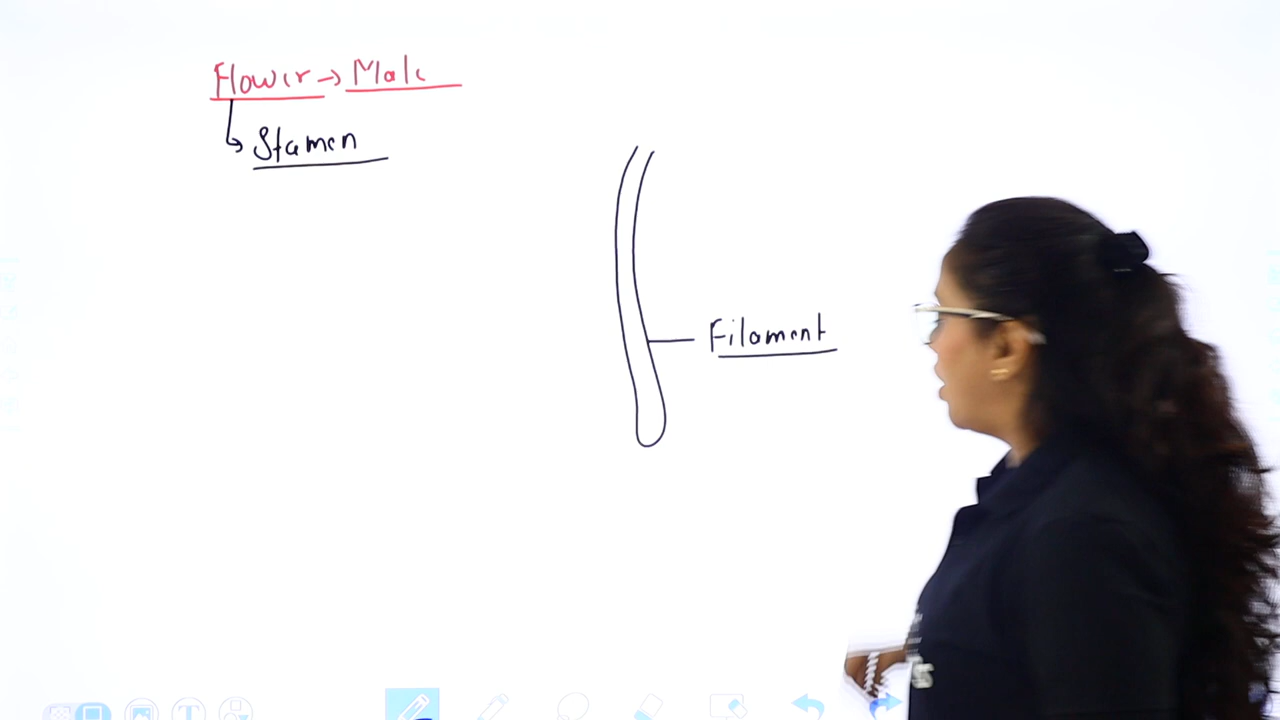 Flower → Male
↳ Stamen
Filament